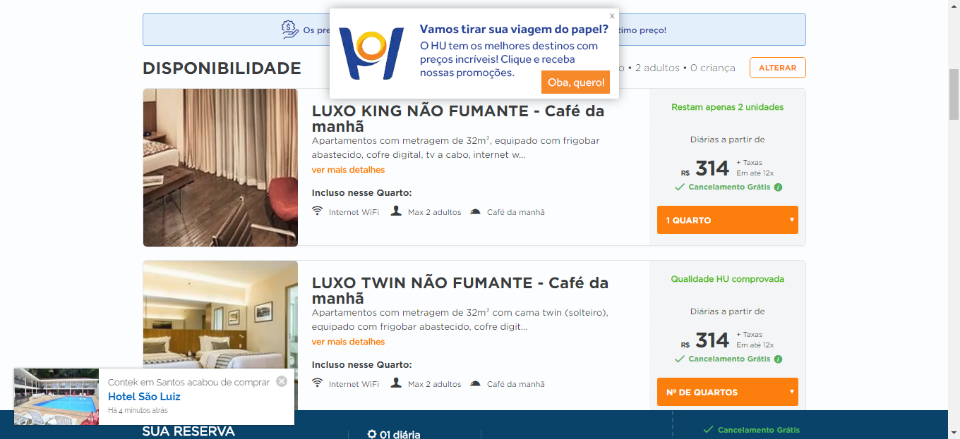 Os pre
timo preço!
x
Vamos tirar sua viagem do papel?
O HU tem os melhores destinos com
preços incríveis! Clique e receba
nossas promoções.
Oba, quero!
DISPONIBILIDADE
• 2 adultos • 0 criança
ALTERAR
LUXO KING NÃO FUMANTE - Café da
manhã
Apartamentos com metragem de 32m², equipado com frigobar
abastecido, cofre digital, tv a cabo, internet w...
ver mais detalhes
Incluso nesse Quarto:
Internet WiFi
Max 2 adultos
Café da manhã
Restam apenas 2 unidades
Diárias a partir de
R$ 314
+ Taxas
Em até 12x
Cancelamento Grátis
1 QUARTO
LUXO TWIN NÃO FUMANTE - Café da
manhã
Apartamentos com metragem de 32m² com cama twin (solteiro),
equipado com frigobar abastecido, cofre digit...
ver mais detalhes
Incluso nesse Quarto:
Internet WiFi
Max 2 adultos
Café da manhã
Qualidade HU comprovada
Diárias a partir de
R$ 314
+ Taxas
Em até 12x
Cancelamento Grátis
Nº DE QUARTOS
Contek em Santos acabou de comprar
Hotel São Luiz
Há 4 minutos atrás
SUA RESERVA
01 diária
Cancelamento Grátis